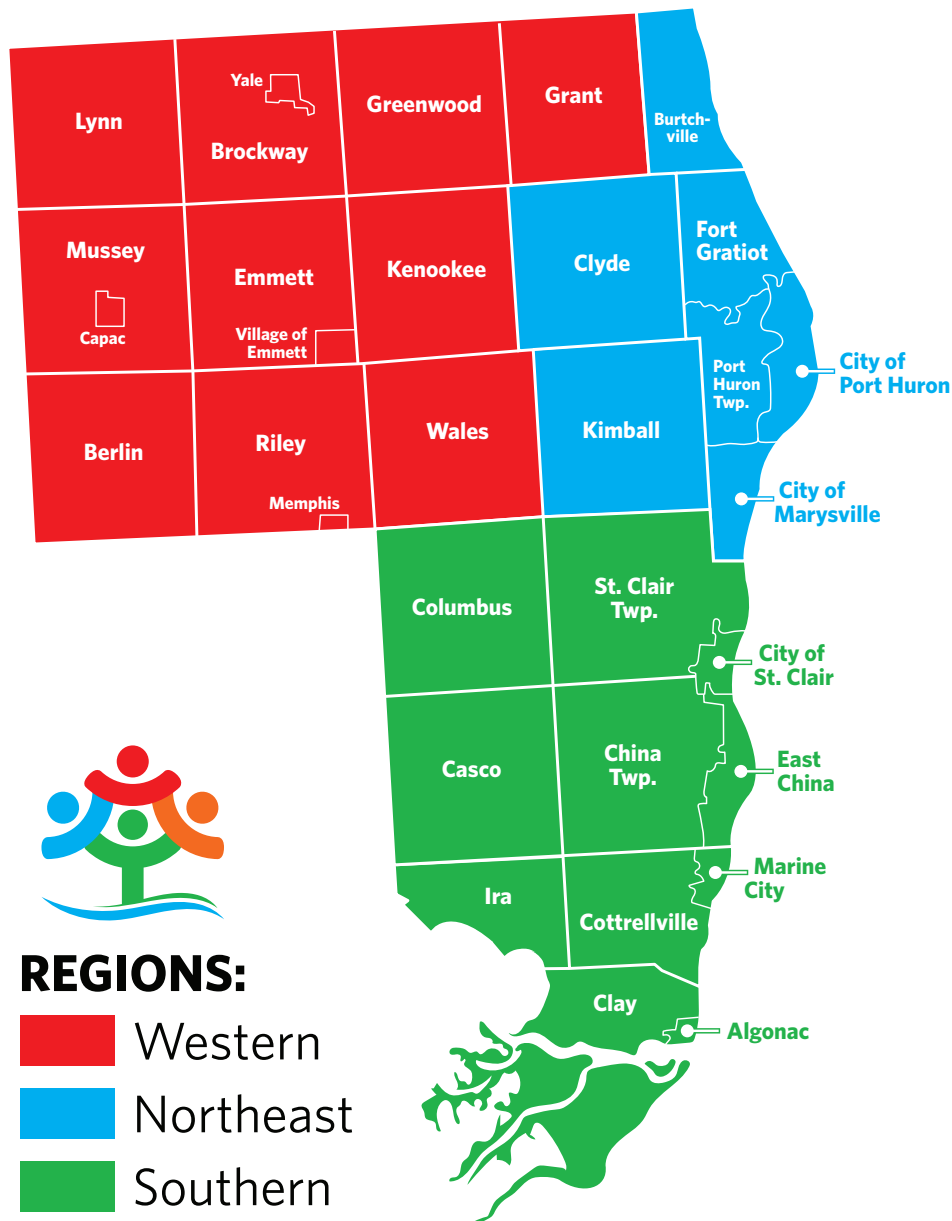 Lynn
Yale
Brockway
Greenwood
Grant
Burtch-
ville
Mussey
Capac
Emmett
Village of
Emmett
Kenookee
Clyde
Fort
Gratiot
Port
Huron
Twp.
City of
Port Huron
Berlin
Riley
Memphis
Wales
Kimball
City of
Marysville
Columbus
St. Clair
Twp.
City of
St. Clair
Casco
China
Twp.
East
China
Marine
City
Ira
Cottrellville
Clay
Algonac
REGIONS:
Western
Northeast
Southern